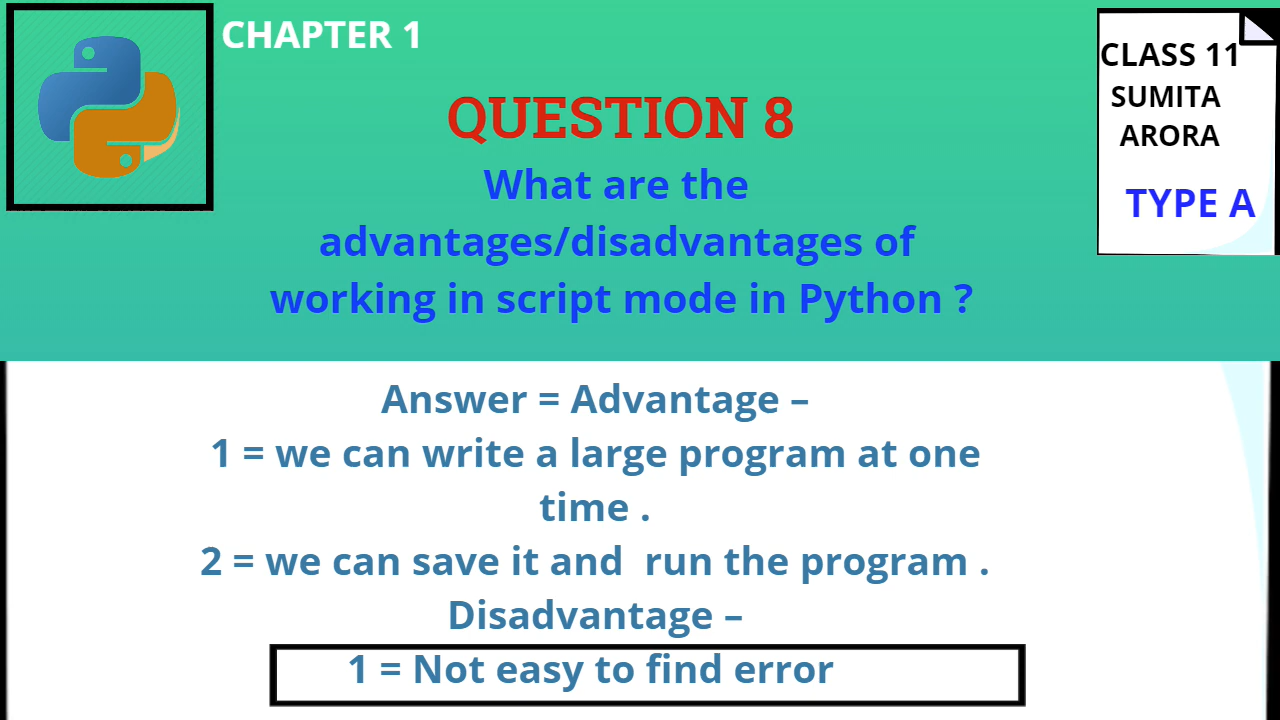 CHAPTER 1
CLASS 11
SUMITA
ARORA
TYPE A
QUESTION 8
What are the
advantages/disadvantages of
working in script mode in Python ?
Answer = Advantage –
1 = we can write a large program at one
time .
2 = we can save it and  run the program .
Disadvantage –
1 = Not easy to find error